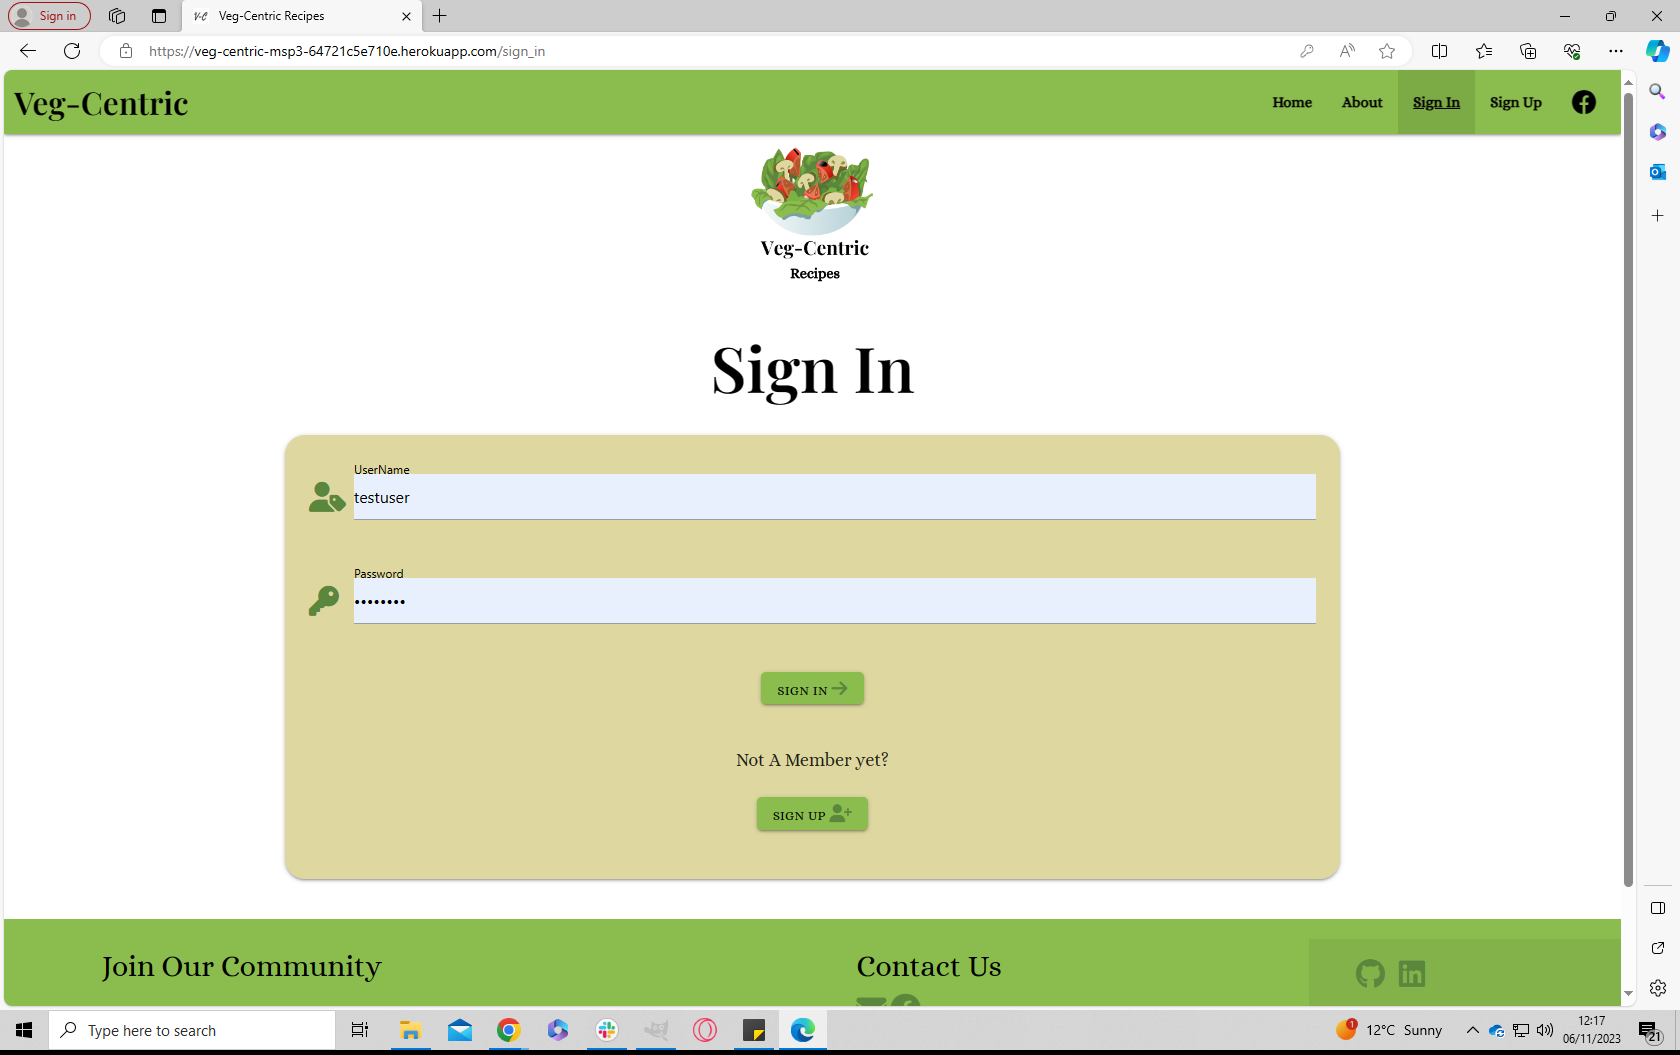 Sign in
V-C Veg-Centric Recipes
https://veg-centric-msp3-64721c5e710e.herokuapp.com/sign_in
Veg-Centric
Home About Sign In Sign Up
Veg-Centric
Recipes
Sign In
UserName
testuser
Password
••••••••
SIGN IN
Not A Member yet?
SIGN UP
Join Our Community
Contact Us
Type here to search
1
12°C Sunny
12:17
06/11/2023
21